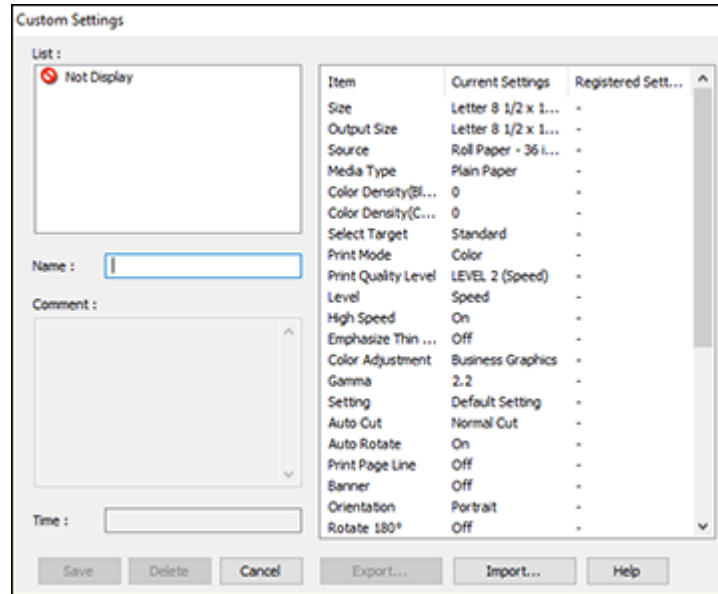 Custom Settings
List :
Not Display
Name :
Comment :
Time :
Item Current Settings Registered Sett...
Size Letter 8 1/2 x 1... -
Output Size Letter 8 1/2 x 1... -
Source Roll Paper - 36 i... -
Media Type Plain Paper -
Color Density(Bl... 0 -
Color Density(C... 0 -
Select Target Standard -
Print Mode Color -
Print Quality Level LEVEL 2 (Speed) -
Level Speed -
High Speed On -
Emphasize Thin ... Off -
Color Adjustment Business Graphics -
Gamma 2.2 -
Setting Default Setting -
Auto Cut Normal Cut -
Auto Rotate On -
Print Page Line Off -
Banner Off -
Orientation Portrait -
Rotate 180° Off -
Save Delete Cancel Export... Import... Help